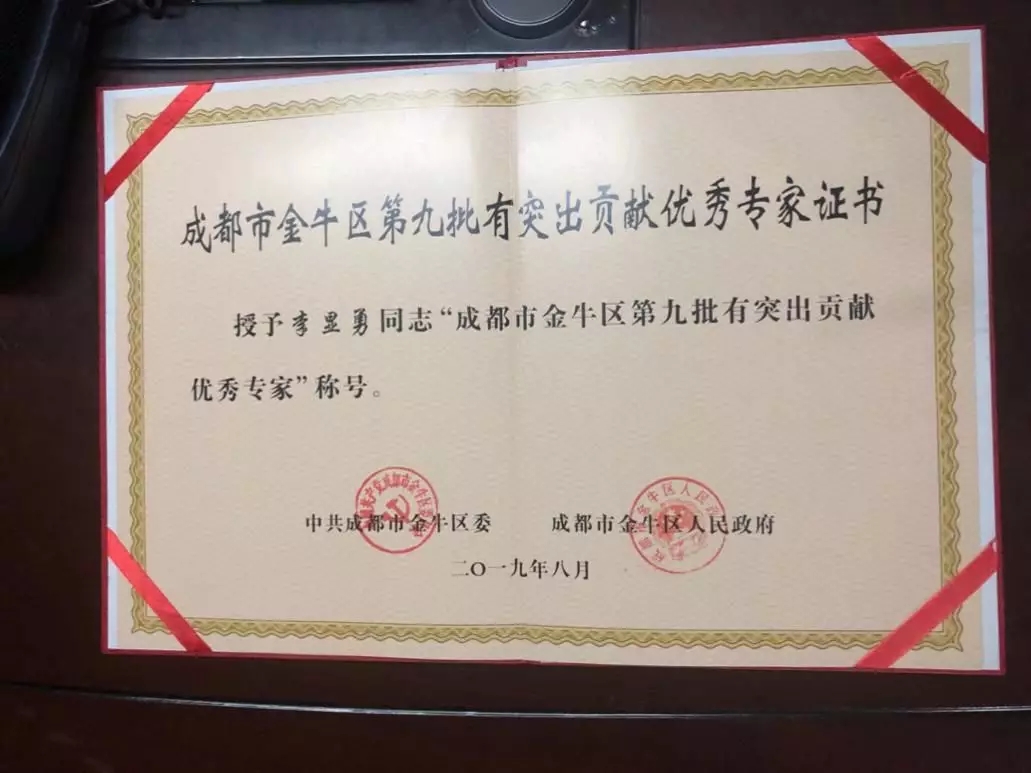 成都市金牛区第九批有突出贡献优秀专家证书
授予李显勇同志“成都市金牛区第九批有突出贡献
优秀专家”称号。
中共成都市金牛区委 成都市金牛区人民政府
二〇一九年八月